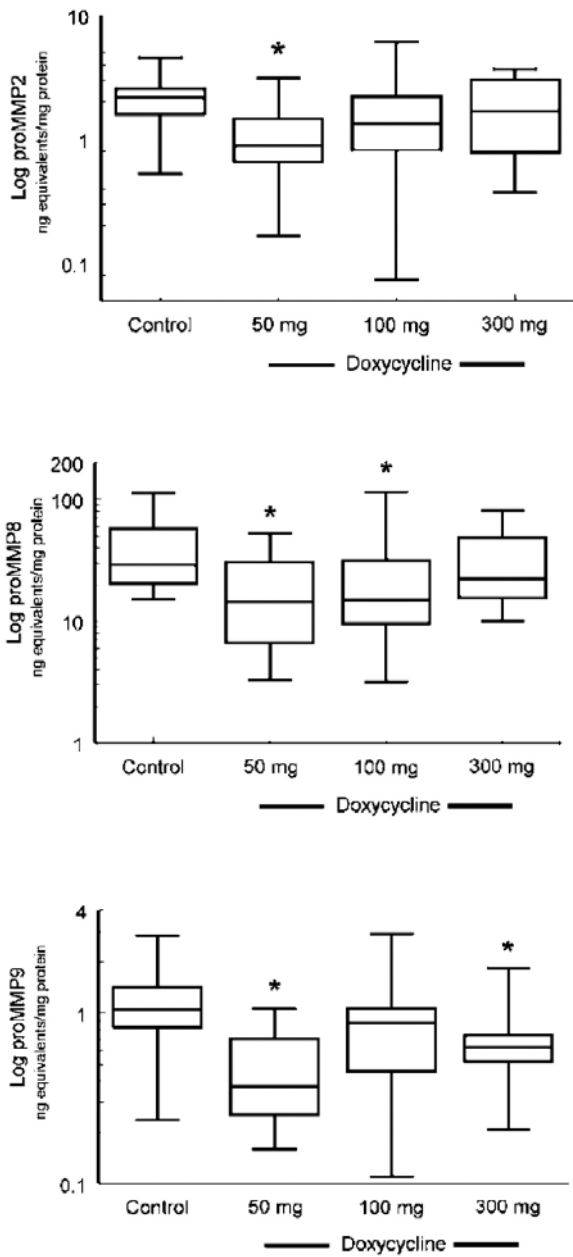 10
*
1
0.1
Log proMMP2
ng equivalents/mg protein
Control 50 mg 100 mg 300 mg
Doxycycline
200
100
* *
10
1
Log proMMP8
ng equivalents/mg protein
Control 50 mg 100 mg 300 mg
Doxycycline
4
* *
1
0.1
Log proMMP9
ng equivalents/mg protein
Control 50 mg 100 mg 300 mg
Doxycycline